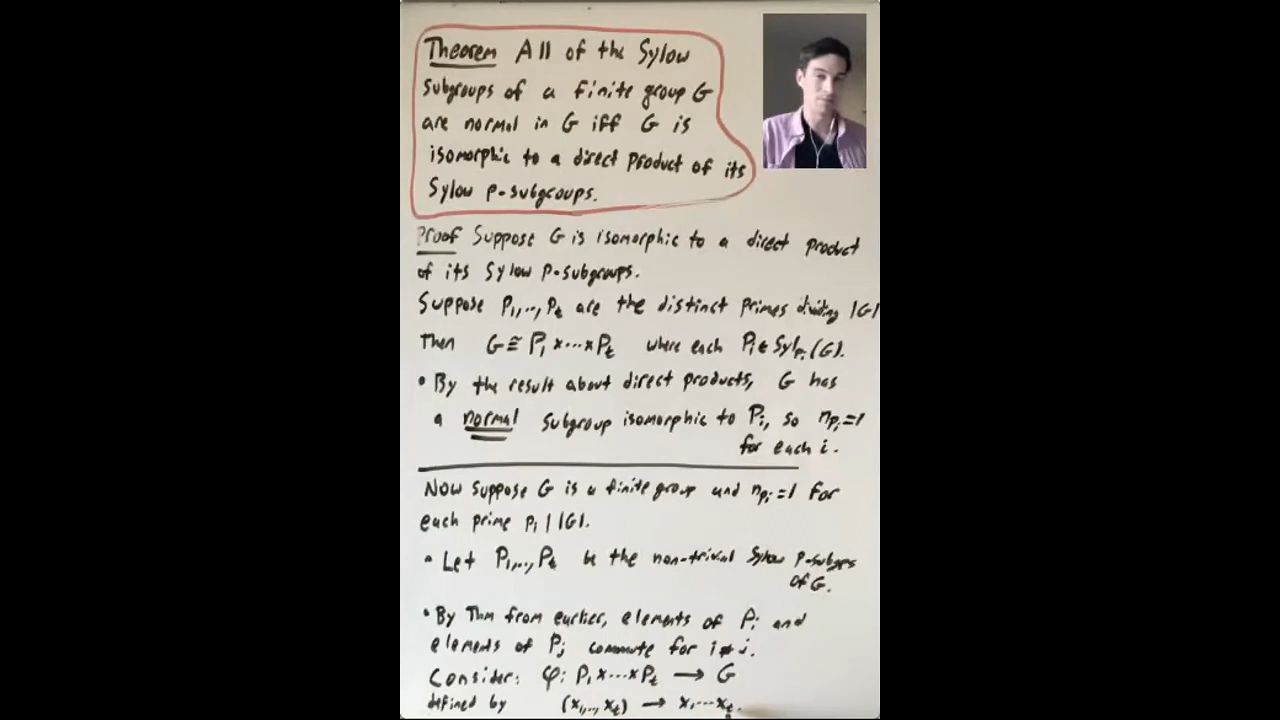 Theorem All of the Sylow
subgroups of a finite group G
are normal in G iff G is
isomorphic to a direct product of its
Sylow p-subgroups.
Proof Suppose G is isomorphic to a direct product
of its Sylow p-subgroups.
Suppose p₁,..,pₜ are the distinct primes dividing |G|
Then G ≅ P₁ x⋯x Pₜ where each Pᵢ ∈ Syl_pᵢ(G).
• By the result about direct products, G has
a normal subgroup isomorphic to Pᵢ, so n_pᵢ=1
for each i.
Now suppose G is a finite group and n_pᵢ=1 for
each prime pᵢ | |G|.
• Let P₁,..,Pₜ be the non-trivial Sylow p-subgps
of G.
• By Thm from earlier, elements of Pᵢ and
elements of Pⱼ commute for i≠j.
Consider: φ: P₁ x⋯x Pₜ → G
defined by (x₁,..,xₜ) → x₁⋯xₜ.